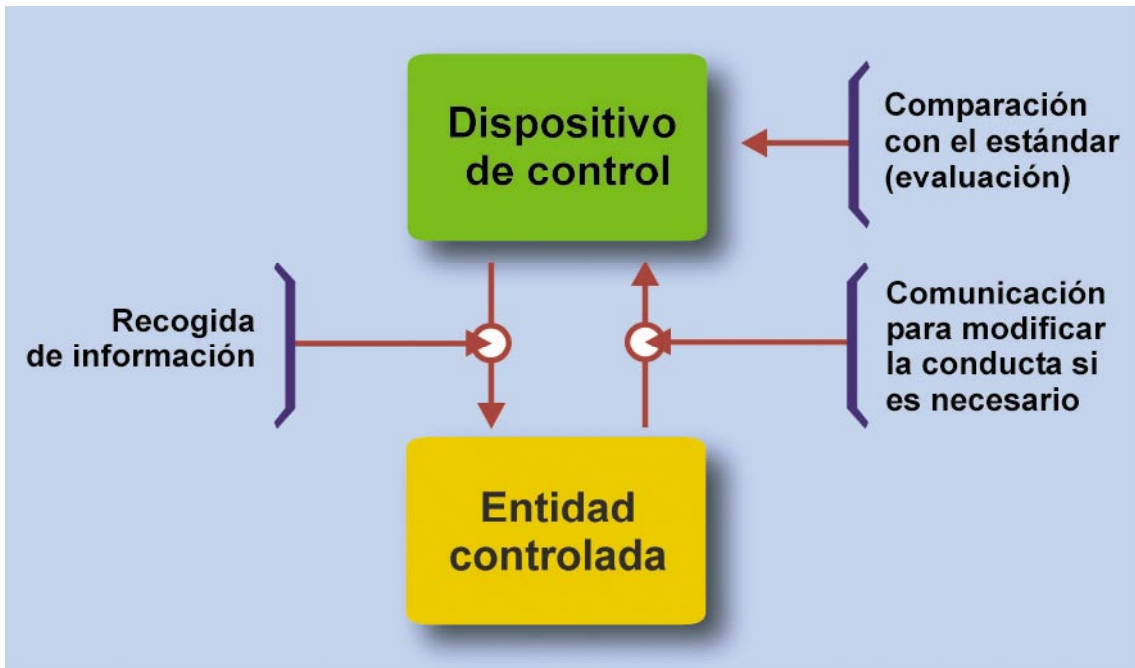 Dispositivo
de control
Comparación
con el estándar
(evaluación)
Recogida
de información
Comunicación
para modificar
la conducta si
es necesario
Entidad
controlada